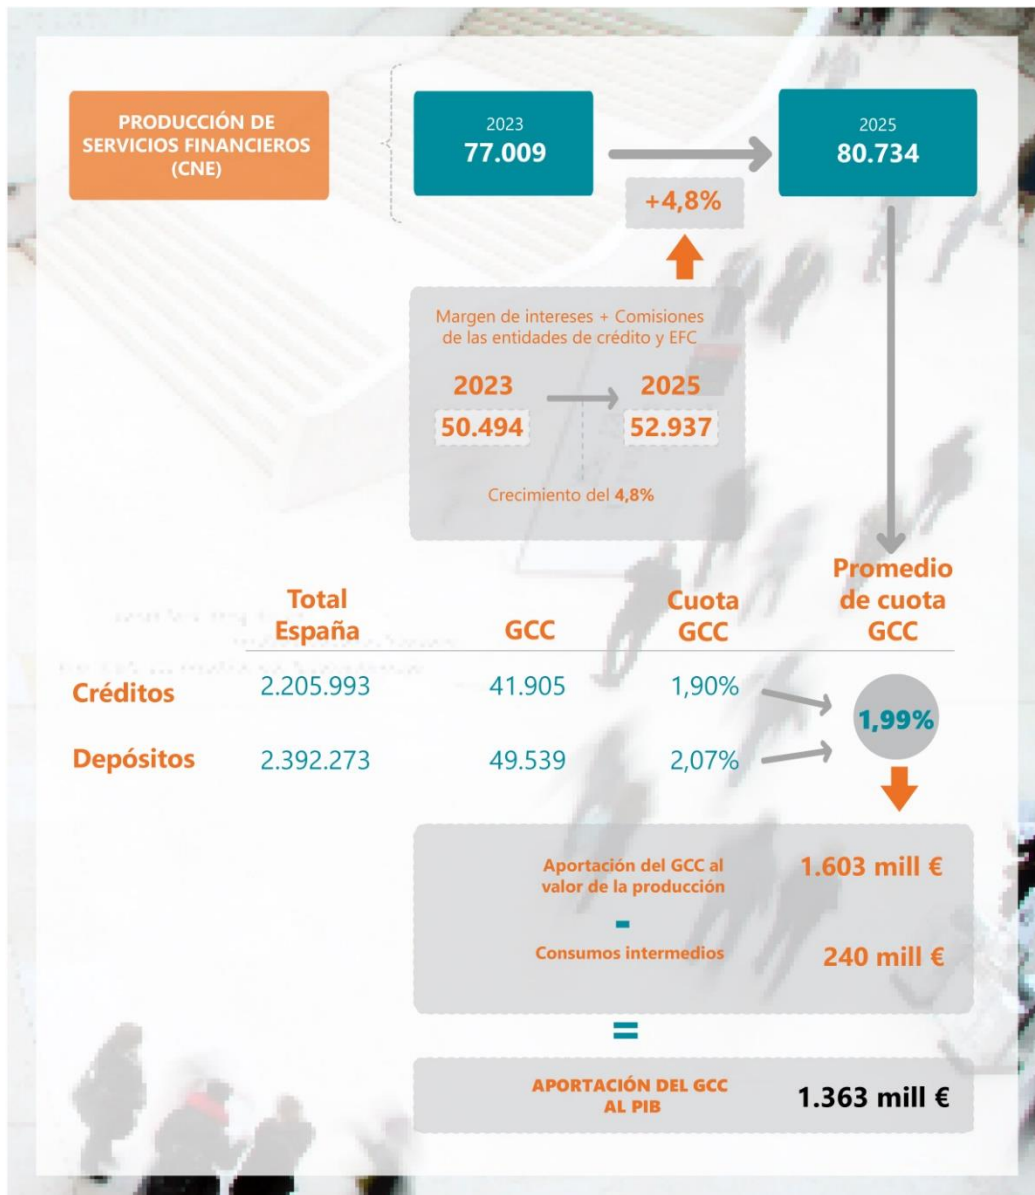 PRODUCCIÓN DE
SERVICIOS FINANCIEROS
(CNE)
2023
77.009
2025
80.734
+4,8%
Margen de intereses + Comisiones
de las entidades de crédito y EFC
2023
2025
50.494
52.937
Crecimiento del 4,8%
Total
España
GCC
Cuota
GCC
Promedio
de cuota
GCC
Créditos
2.205.993
41.905
1,90%
1,99%
Depósitos
2.392.273
49.539
2,07%
Aportación del GCC al
valor de la producción
1.603 mill €
-
Consumos intermedios
240 mill €
=
APORTACIÓN DEL GCC
AL PIB
1.363 mill €